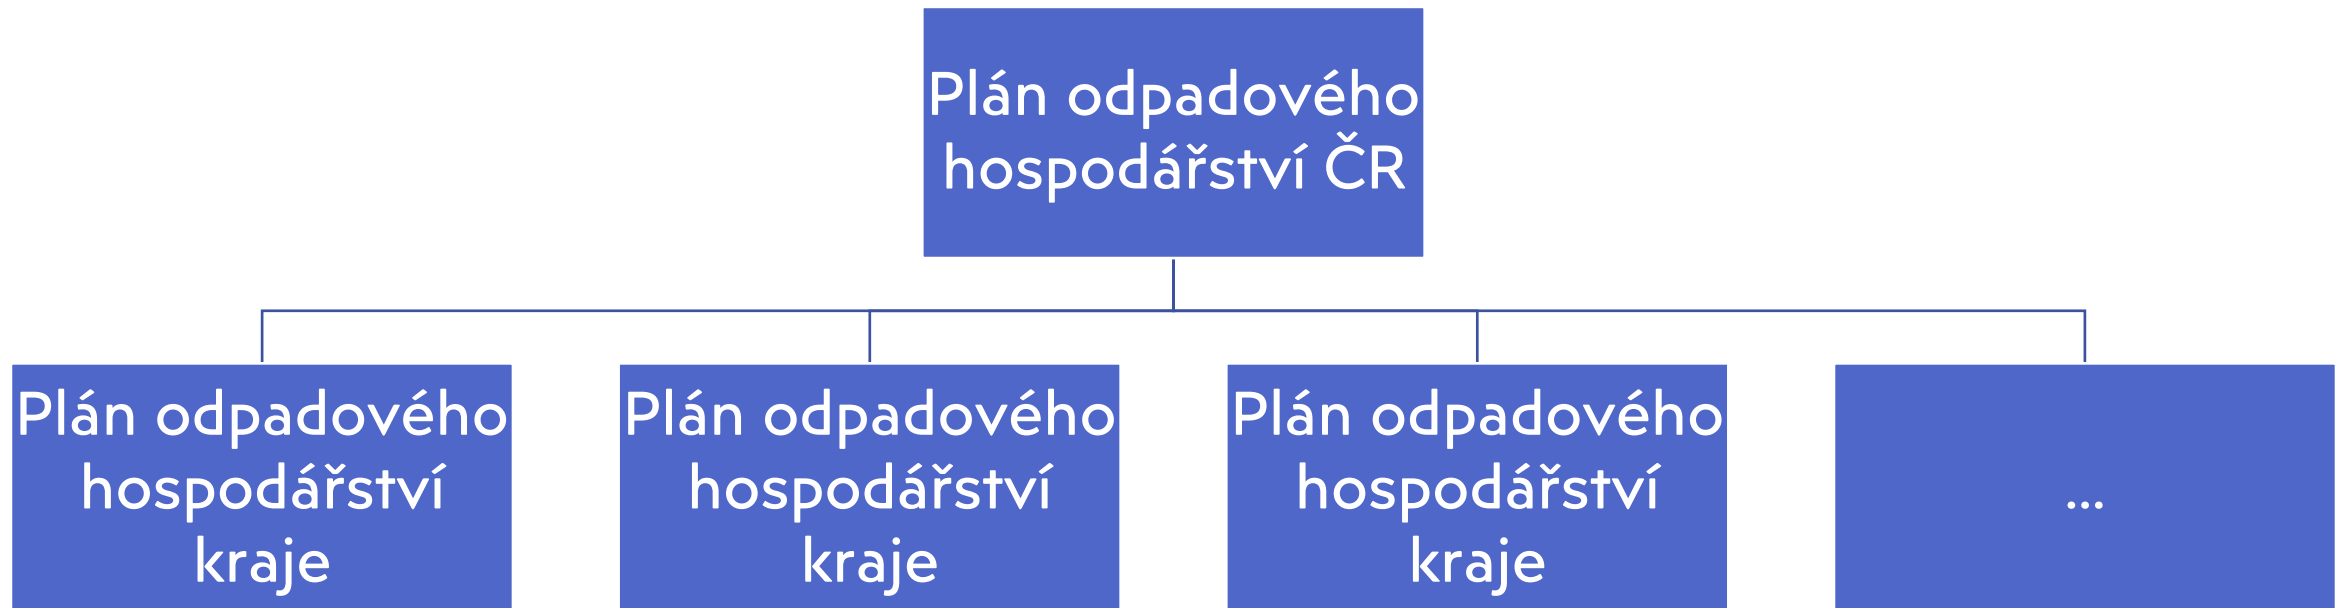 Plán odpadového
hospodářství ČR
Plán odpadového
hospodářství
kraje
Plán odpadového
hospodářství
kraje
Plán odpadového
hospodářství
kraje
...